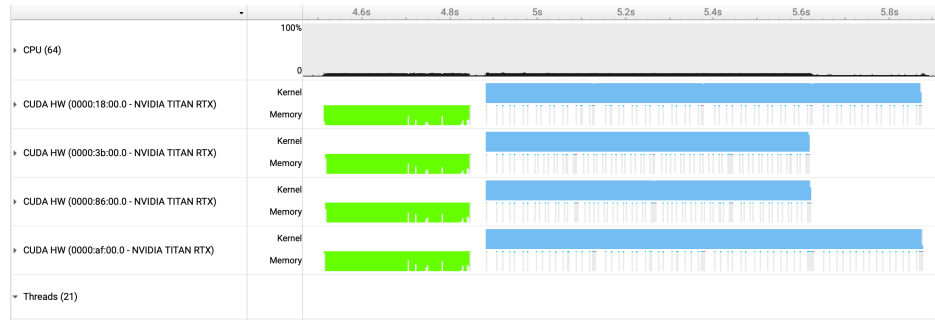 4.6s 4.8s 5s 5.2s 5.4s 5.6s 5.8s
100%
CPU (64)
0
Kernel
CUDA HW (0000:18:00.0 - NVIDIA TITAN RTX)
Memory
Kernel
CUDA HW (0000:3b:00.0 - NVIDIA TITAN RTX)
Memory
Kernel
CUDA HW (0000:86:00.0 - NVIDIA TITAN RTX)
Memory
Kernel
CUDA HW (0000:af:00.0 - NVIDIA TITAN RTX)
Memory
Threads (21)